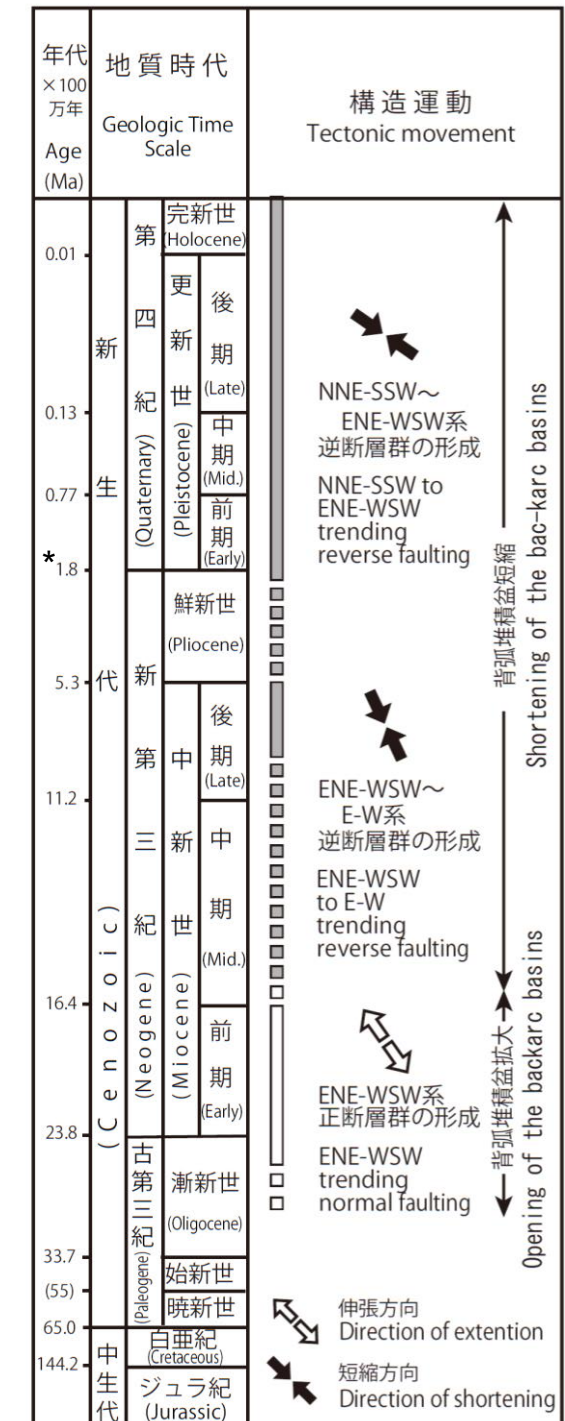 年代
×100
万年
Age
(Ma)
地質時代
Geologic Time
Scale
構造運動
Tectonic movement
0.01
0.13
0.77
*
1.8
5.3
11.2
16.4
23.8
33.7
(55)
65.0
144.2
新生代
(Cenozoic)
中生代
第四紀
(Quaternary)
新第三紀
(Neogene)
古第三紀
(Paleogene)
完新世
(Holocene)
更新世
(Pleistocene)
後期
(Late)
中期
(Mid.)
前期
(Early)
鮮新世
(Pliocene)
中新世
(Miocene)
後期
(Late)
中期
(Mid.)
前期
(Early)
漸新世
(Oligocene)
始新世
暁新世
白亜紀
(Cretaceous)
ジュラ紀
(Jurassic)
NNE-SSW～
ENE-WSW系
逆断層群の形成
NNE-SSW to
ENE-WSW
trending
reverse faulting
ENE-WSW～
E-W系
逆断層群の形成
ENE-WSW
to E-W
trending
reverse faulting
ENE-WSW系
正断層群の形成
ENE-WSW
trending
normal faulting
背弧堆積盆短縮
Shortening of the bac-karc basins
背弧堆積盆拡大
Opening of the backarc basins
伸張方向
Direction of extention
短縮方向
Direction of shortening